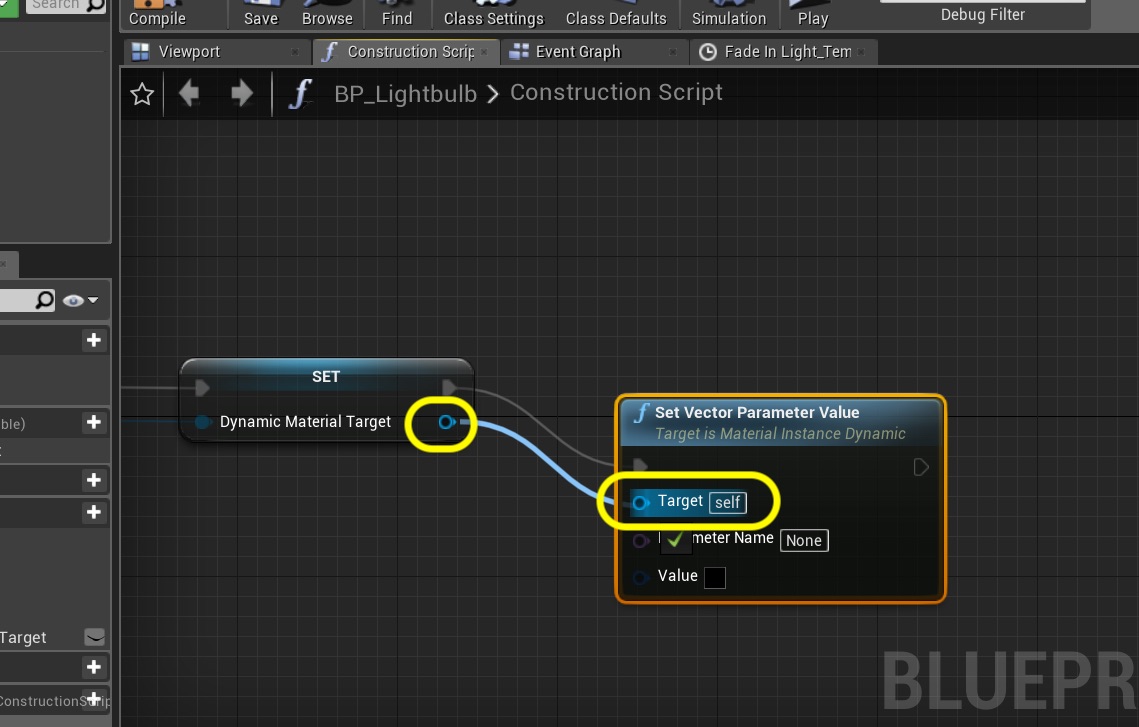 Search
Compile
Save
Browse
Find
Class Settings
Class Defaults
Simulation
Play
Debug Filter
Viewport
Construction Scrip
Event Graph
Fade In Light_Tem
BP_Lightbulb > Construction Script
SET
Dynamic Material Target
Set Vector Parameter Value
Target is Material Instance Dynamic
Target self
meter Name None
Value
ble)
Target
ConstructionScrip
BLUEPR